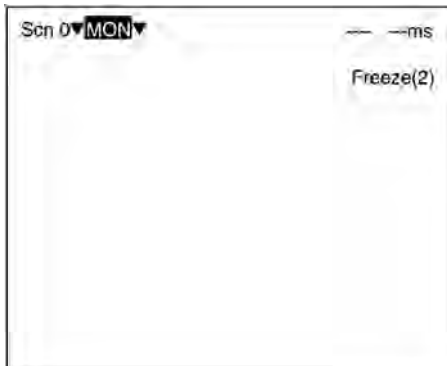 Scn 0▼MON▼ --- ---ms
Freeze(2)